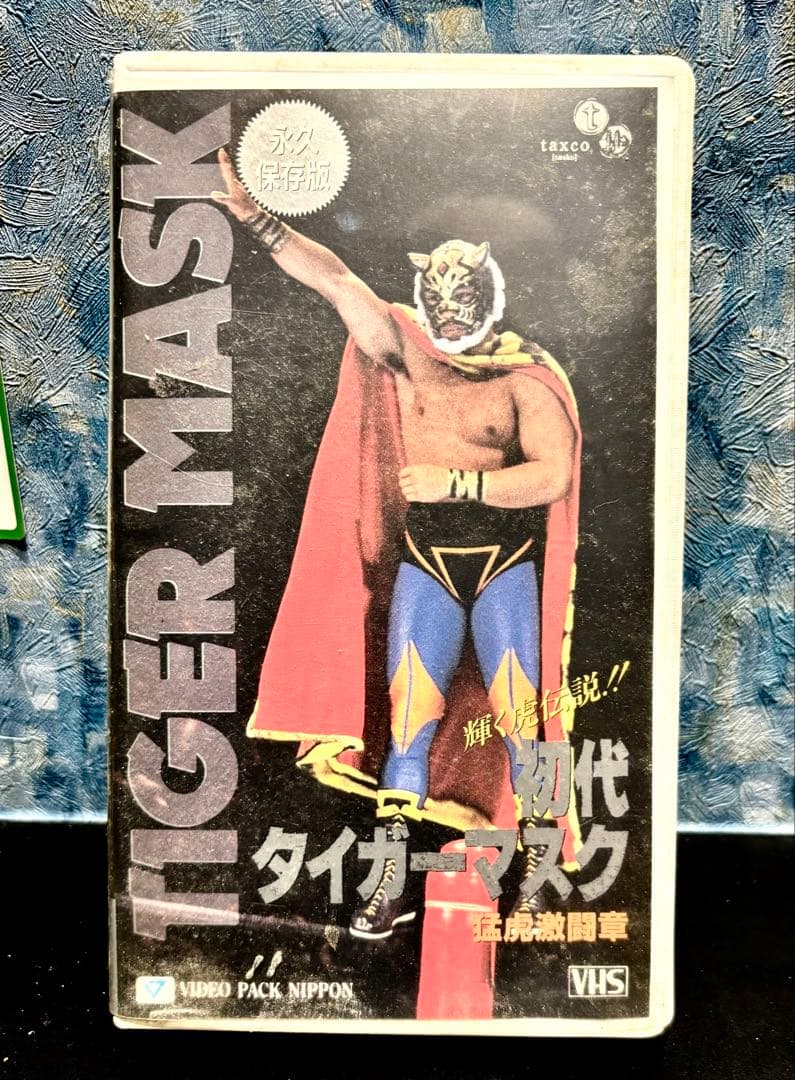 TIGER MASK
永久
保存版
t
taxco
輝く虎伝説!!
初代
タイガーマスク
猛虎激闘章
VIDEO PACK NIPPON
VHS